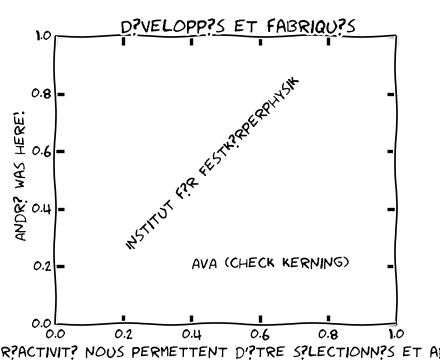 D?VELOPP?S ET FABRIQU?S
1.0
0.8
0.6
0.4
0.2
0.0
ANDR? WAS HERE!
INSTITUT F?R FESTK?RPERPHYSIK
AVA (CHECK KERNING)
0.0 0.2 0.4 0.6 0.8 1.0
R?ACTIVIT? NOUS PERMETTENT D'?TRE S?LECTIONN?S ET A